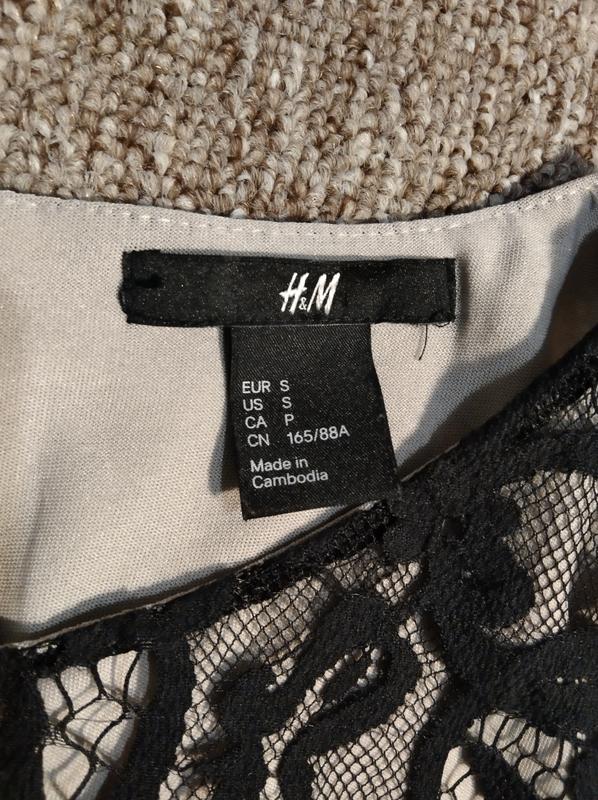 H&M
EUR S
US S
CA P
CN 165/88A
Made in
Cambodia